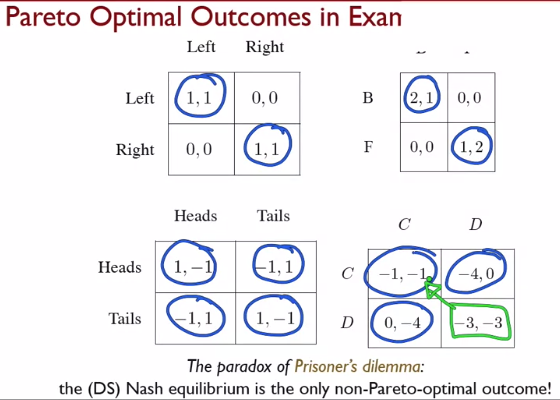 Pareto Optimal Outcomes in Exan
Left Right
Left 1, 1 0, 0
Right 0, 0 1, 1
B 2, 1 0, 0
F 0, 0 1, 2
Heads Tails
Heads 1, −1 −1, 1
Tails −1, 1 1, −1
C D
C −1, −1 −4, 0
D 0, −4 −3, −3
The paradox of Prisoner's dilemma:
the (DS) Nash equilibrium is the only non-Pareto-optimal outcome!